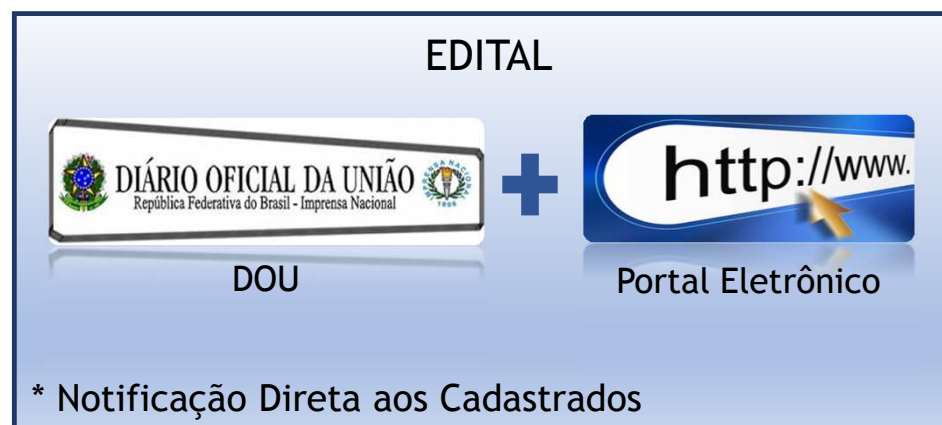 EDITAL
DIÁRIO OFICIAL DA UNIÃO
República Federativa do Brasil - Imprensa Nacional
http://www.
DOU
Portal Eletrônico
* Notificação Direta aos Cadastrados